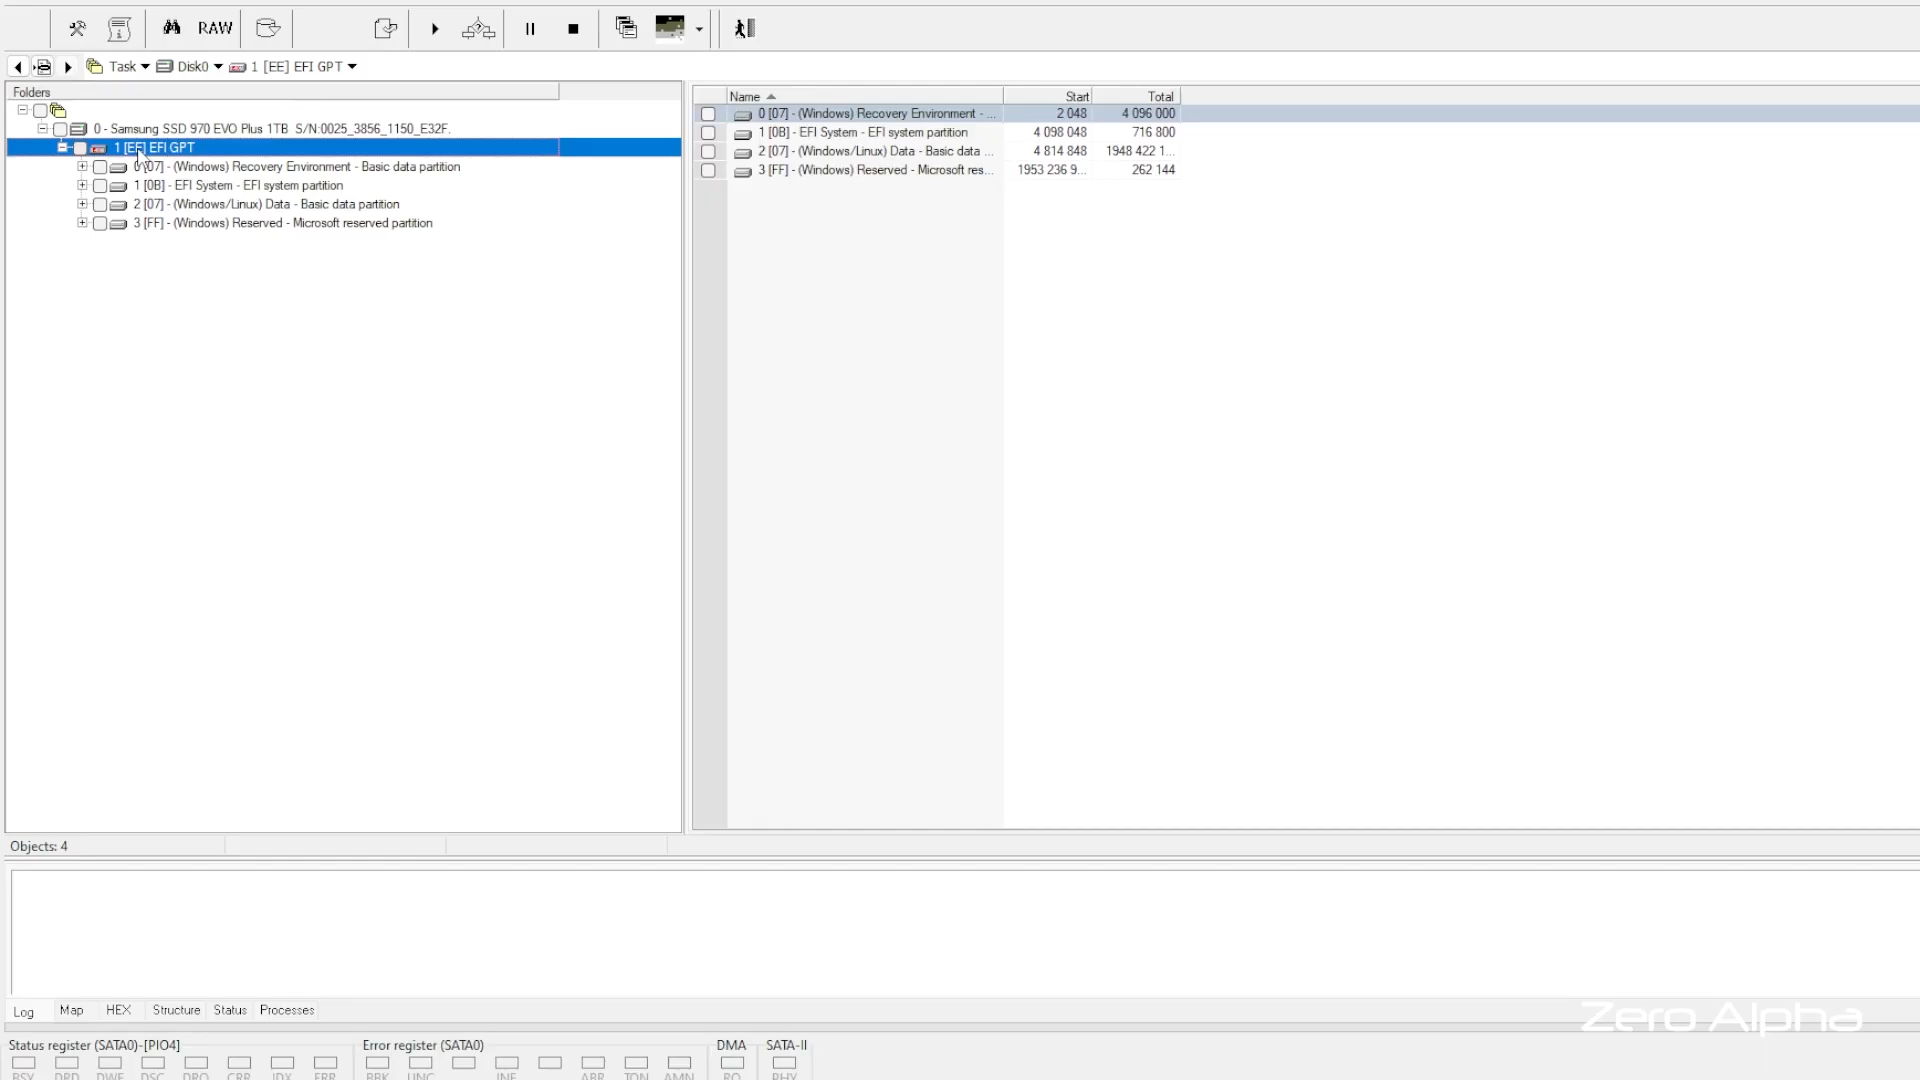 RAW
Task Disk0 1 [EE] EFI GPT
Folders
0 - Samsung SSD 970 EVO Plus 1TB S/N:0025_3856_1150_E32F.
1 [EE] EFI GPT
0 [07] - (Windows) Recovery Environment - Basic data partition
1 [0B] - EFI System - EFI system partition
2 [07] - (Windows/Linux) Data - Basic data partition
3 [FF] - (Windows) Reserved - Microsoft reserved partition
Name Start Total
0 [07] - (Windows) Recovery Environment - ... 2 048 4 096 000
1 [0B] - EFI System - EFI system partition 4 098 048 716 800
2 [07] - (Windows/Linux) Data - Basic data ... 4 814 848 1948 422 1...
3 [FF] - (Windows) Reserved - Microsoft res... 1953 236 9... 262 144
Objects: 4
Log Map HEX Structure Status Processes
Zero Alpha
Status register (SATA0)-[PIO4] Error register (SATA0) DMA SATA-II